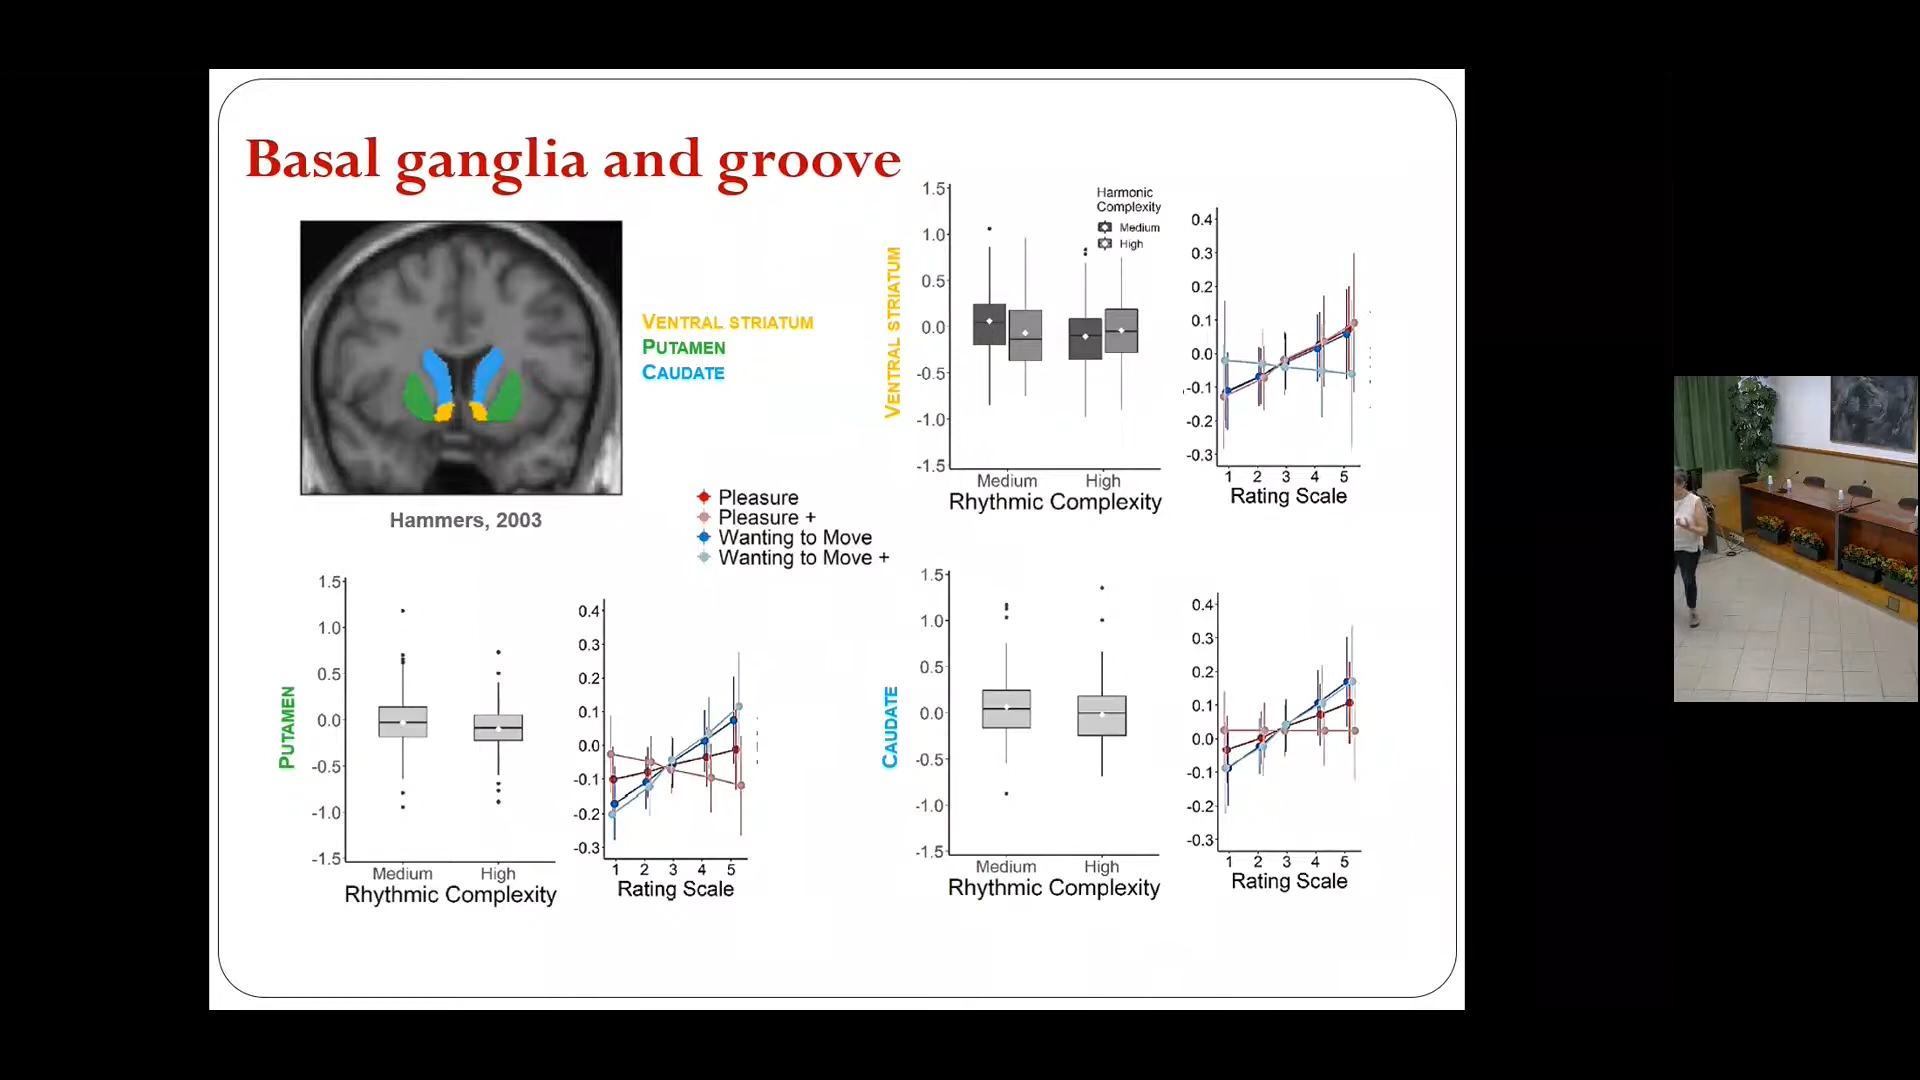 Basal ganglia and groove
VENTRAL STRIATUM
PUTAMEN
CAUDATE
Hammers, 2003
Pleasure
Pleasure +
Wanting to Move
Wanting to Move +
VENTRAL STRIATUM
1.5
1.0
0.5
0.0
-0.5
-1.0
-1.5
Harmonic
Complexity
Medium
High
Medium High
Rhythmic Complexity
0.4
0.3
0.2
0.1
0.0
-0.1
-0.2
-0.3
1 2 3 4 5
Rating Scale
PUTAMEN
1.5
1.0
0.5
0.0
-0.5
-1.0
-1.5
Medium High
Rhythmic Complexity
0.4
0.3
0.2
0.1
0.0
-0.1
-0.2
-0.3
1 2 3 4 5
Rating Scale
CAUDATE
1.5
1.0
0.5
0.0
-0.5
-1.0
-1.5
Medium High
Rhythmic Complexity
0.4
0.3
0.2
0.1
0.0
-0.1
-0.2
-0.3
1 2 3 4 5
Rating Scale